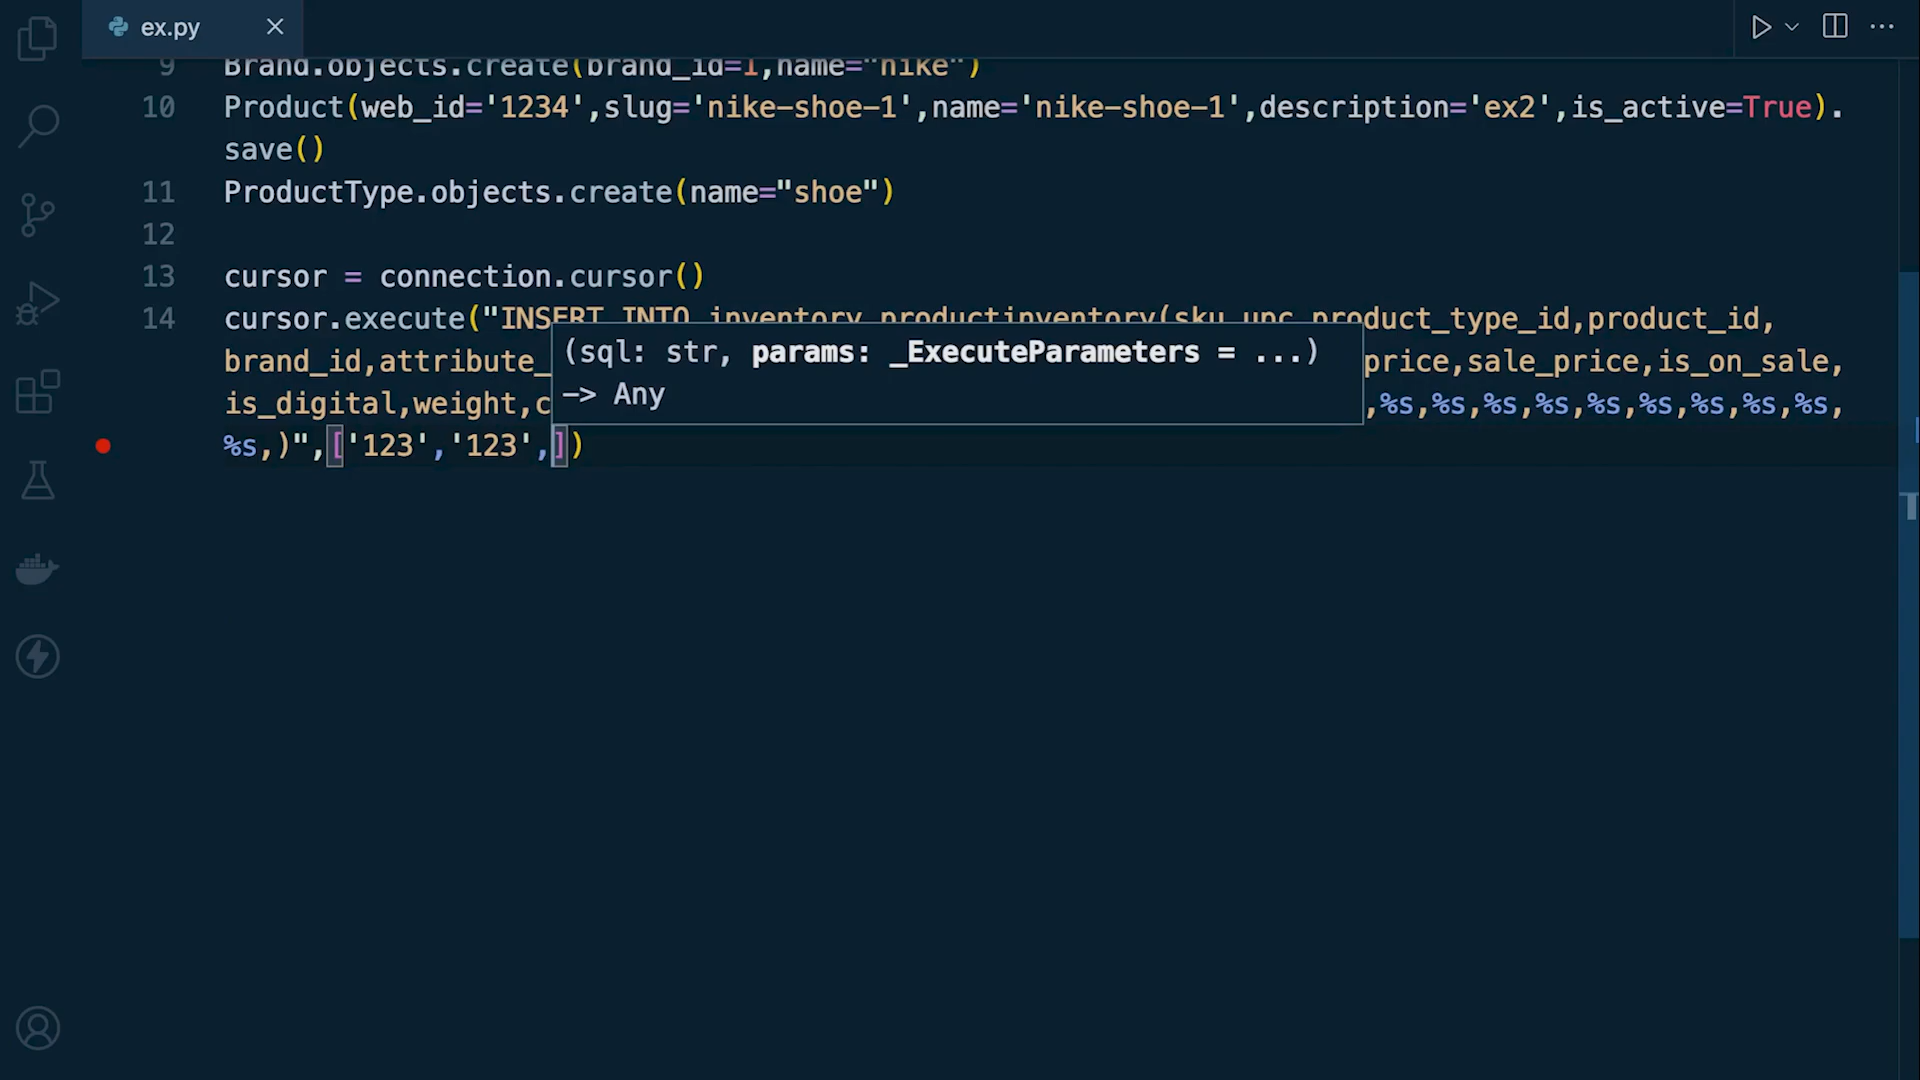 ex.py
9 Brand.objects.create(brand_id=1,name="nike")
10 Product(web_id='1234',slug='nike-shoe-1',name='nike-shoe-1',description='ex2',is_active=True).
save()
11 ProductType.objects.create(name="shoe")
12
13 cursor = connection.cursor()
14 cursor.execute("INSERT INTO inventory_productinventory(sku,upc,product_type_id,product_id,
brand_id,attribute_ price,sale_price,is_on_sale,
(sql: str, params: _ExecuteParameters = ...)
-> Any
is_digital,weight,c ,%s,%s,%s,%s,%s,%s,%s,%s,%s,
%s,)",['123','123',])